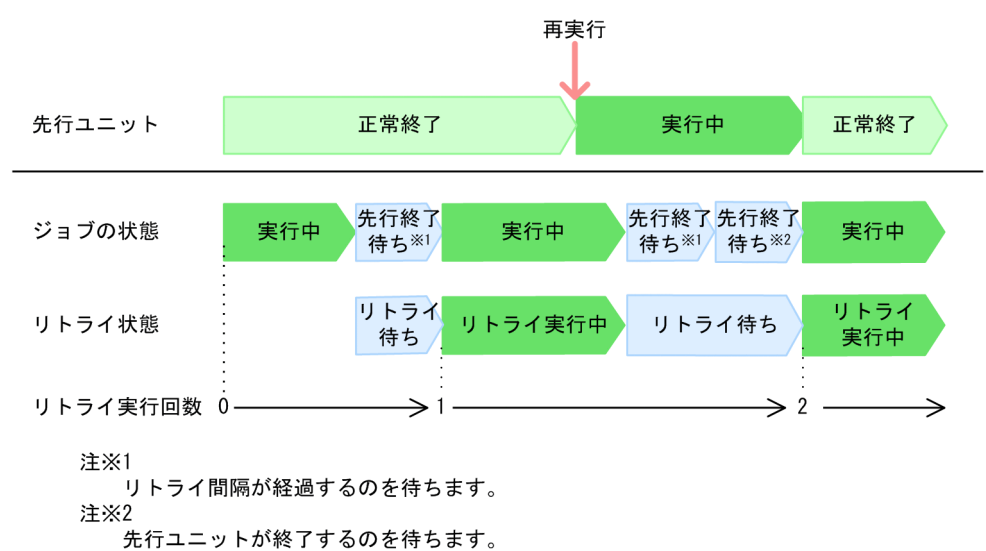 再実行
先行ユニット 正常終了 実行中 正常終了
ジョブの状態 実行中 先行終了 実行中 先行終了 先行終了 実行中
待ち※1 待ち※1 待ち※2
リトライ状態 リトライ リトライ実行中 リトライ待ち リトライ
待ち 実行中
リトライ実行回数 0 1 2
注※1
リトライ間隔が経過するのを待ちます。
注※2
先行ユニットが終了するのを待ちます。